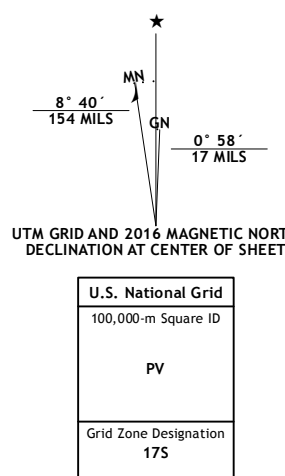 MN
8° 40´
154 MILS
GN
0° 58´
17 MILS
UTM GRID AND 2016 MAGNETIC NORT
DECLINATION AT CENTER OF SHEET
U.S. National Grid
100,000-m Square ID
PV
Grid Zone Designation
17S